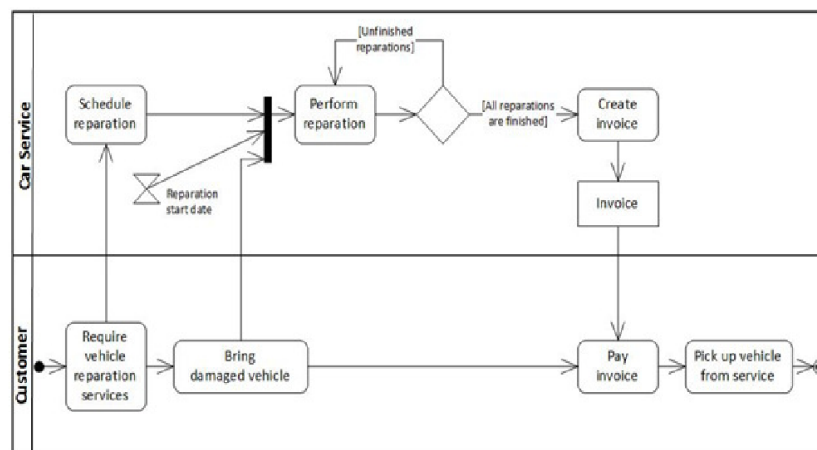 Car Service
[Unfinished
reparations]
Schedule
reparation
Perform
reparation
[All reparations
are finished]
Create
invoice
Reparation
start date
Invoice
Customer
Require
vehicle
reparation
services
Bring
damaged vehicle
Pay
invoice
Pick up vehicle
from service